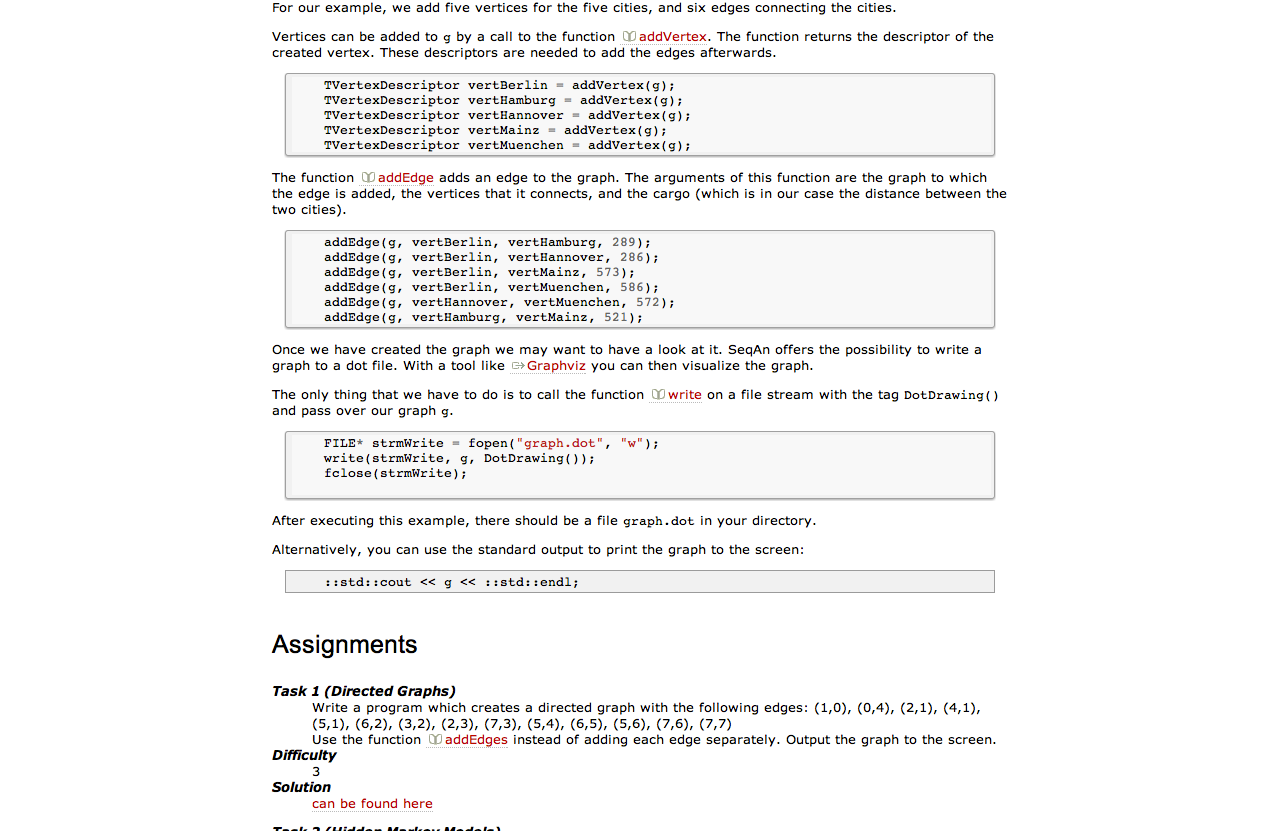 For our example, we add five vertices for the five cities, and six edges connecting the cities.
Vertices can be added to g by a call to the function addVertex. The function returns the descriptor of the
created vertex. These descriptors are needed to add the edges afterwards.
TVertexDescriptor vertBerlin = addVertex(g);
TVertexDescriptor vertHamburg = addVertex(g);
TVertexDescriptor vertHannover = addVertex(g);
TVertexDescriptor vertMainz = addVertex(g);
TVertexDescriptor vertMuenchen = addVertex(g);
The function addEdge adds an edge to the graph. The arguments of this function are the graph to which
the edge is added, the vertices that it connects, and the cargo (which is in our case the distance between the
two cities).
addEdge(g, vertBerlin, vertHamburg, 289);
addEdge(g, vertBerlin, vertHannover, 286);
addEdge(g, vertBerlin, vertMainz, 573);
addEdge(g, vertBerlin, vertMuenchen, 586);
addEdge(g, vertHannover, vertMuenchen, 572);
addEdge(g, vertHamburg, vertMainz, 521);
Once we have created the graph we may want to have a look at it. SeqAn offers the possibility to write a
graph to a dot file. With a tool like Graphviz you can then visualize the graph.
The only thing that we have to do is to call the function write on a file stream with the tag DotDrawing()
and pass over our graph g.
FILE* strmWrite = fopen("graph.dot", "w");
write(strmWrite, g, DotDrawing());
fclose(strmWrite);
After executing this example, there should be a file graph.dot in your directory.
Alternatively, you can use the standard output to print the graph to the screen:
::std::cout << g << ::std::endl;
Assignments
Task 1 (Directed Graphs)
Write a program which creates a directed graph with the following edges: (1,0), (0,4), (2,1), (4,1),
(5,1), (6,2), (3,2), (2,3), (7,3), (5,4), (6,5), (5,6), (7,6), (7,7)
Use the function addEdges instead of adding each edge separately. Output the graph to the screen.
Difficulty
3
Solution
can be found here
Task 2 (Hidden Markov Models)